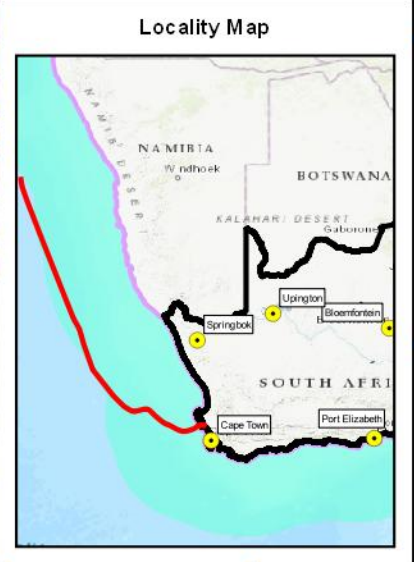 Locality Map
NAMIB DESERT
NAMIBIA
Windhoek
BOTSWANA
KALAHARI DESERT
Gaborone
Upington
Bloemfontein
Springbok
SOUTH AFRI
Cape Town
Port Elizabeth